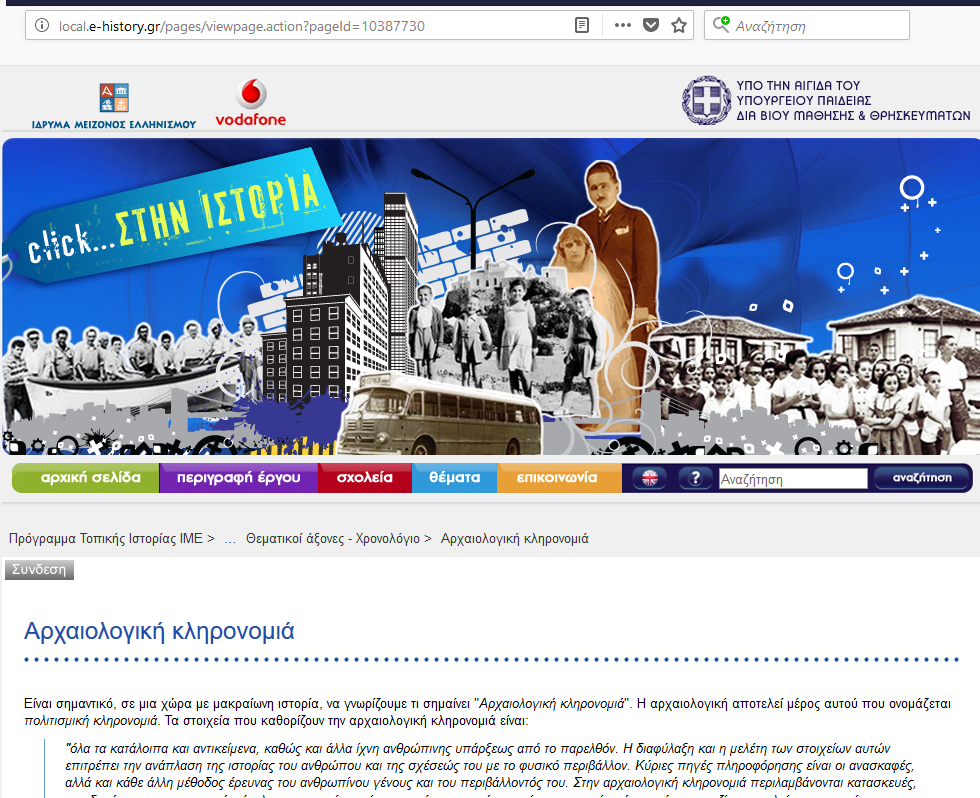 local.e-history.gr/pages/viewpage.action?pageId=10387730
Αναζήτηση
ΙΔΡΥΜΑ ΜΕΙΖΟΝΟΣ ΕΛΛΗΝΙΣΜΟΥ
vodafone
ΥΠΟ ΤΗΝ ΑΙΓΙΔΑ ΤΟΥ
ΥΠΟΥΡΓΕΙΟΥ ΠΑΙΔΕΙΑΣ
ΔΙΑ ΒΙΟΥ ΜΑΘΗΣΗΣ & ΘΡΗΣΚΕΥΜΑΤΩΝ
click...ΣΤΗΝ ΙΣΤΟΡΙΑ
αρχική σελίδα περιγραφή έργου σχολεία θέματα επικοινωνία ? Αναζήτηση αναζήτηση
Πρόγραμμα Τοπικής Ιστορίας ΙΜΕ > ... Θεματικοί άξονες - Χρονολόγιο > Αρχαιολογική κληρονομιά
Συνδεση
Αρχαιολογική κληρονομιά
Είναι σημαντικό, σε μια χώρα με μακραίωνη ιστορία, να γνωρίζουμε τι σημαίνει "Αρχαιολογική κληρονομιά". Η αρχαιολογική αποτελεί μέρος αυτού που ονομάζεται
πολιτισμική κληρονομιά. Τα στοιχεία που καθορίζουν την αρχαιολογική κληρονομιά είναι:
"όλα τα κατάλοιπα και αντικείμενα, καθώς και άλλα ίχνη ανθρώπινης υπάρξεως από το παρελθόν. Η διαφύλαξη και η μελέτη των στοιχείων αυτών
επιτρέπει την ανάπλαση της ιστορίας του ανθρώπου και της σχέσεώς του με το φυσικό περιβάλλον. Κύριες πηγές πληροφόρησης είναι οι ανασκαφές,
αλλά και κάθε άλλη μέθοδος έρευνας του ανθρωπίνου γένους και του περιβάλλοντός του. Στην αρχαιολογική κληρονομιά περιλαμβάνονται κατασκευές,